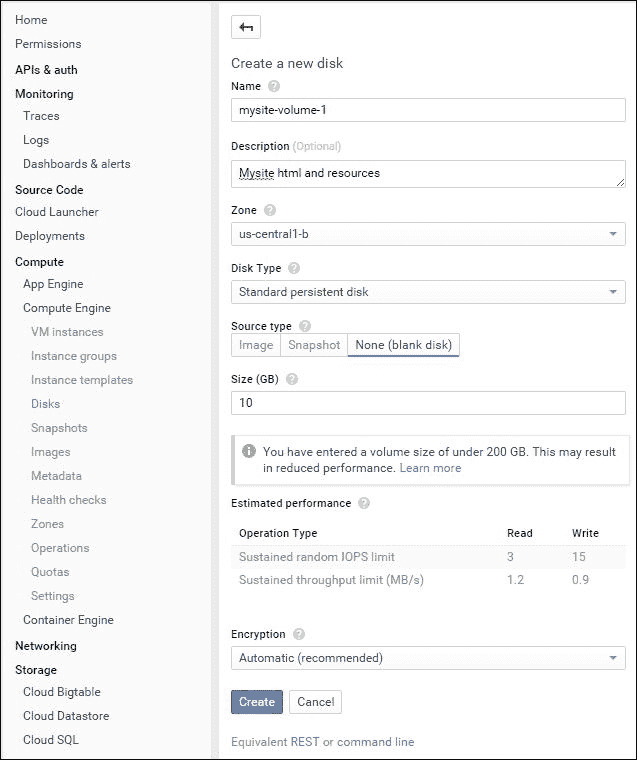 Home
Permissions
APIs & auth
Monitoring
Traces
Logs
Dashboards & alerts
Source Code
Cloud Launcher
Deployments
Compute
App Engine
Compute Engine
VM instances
Instance groups
Instance templates
Disks
Snapshots
Images
Metadata
Health checks
Zones
Operations
Quotas
Settings
Container Engine
Networking
Storage
Cloud Bigtable
Cloud Datastore
Cloud SQL
Create a new disk
Name ?
mysite-volume-1
Description (Optional)
Mysite html and resources
Zone ?
us-central1-b
Disk Type ?
Standard persistent disk
Source type ?
Image Snapshot None (blank disk)
Size (GB) ?
10
You have entered a volume size of under 200 GB. This may result
in reduced performance. Learn more
Estimated performance ?
Operation Type Read Write
Sustained random IOPS limit 3 15
Sustained throughput limit (MB/s) 1.2 0.9
Encryption ?
Automatic (recommended)
Create Cancel
Equivalent REST or command line